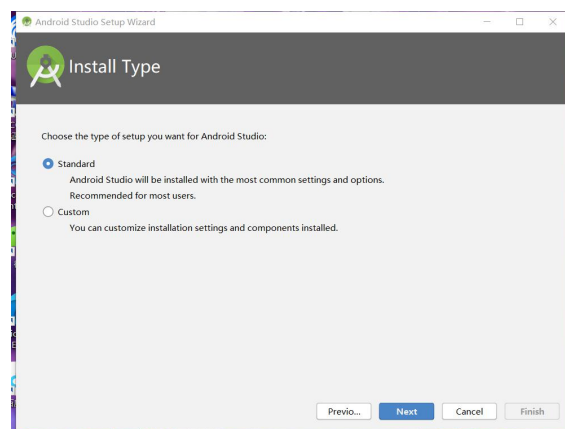 Android Studio Setup Wizard
Install Type
Choose the type of setup you want for Android Studio:
Standard
Android Studio will be installed with the most common settings and options.
Recommended for most users.
Custom
You can customize installation settings and components installed.
Previo... Next Cancel Finish